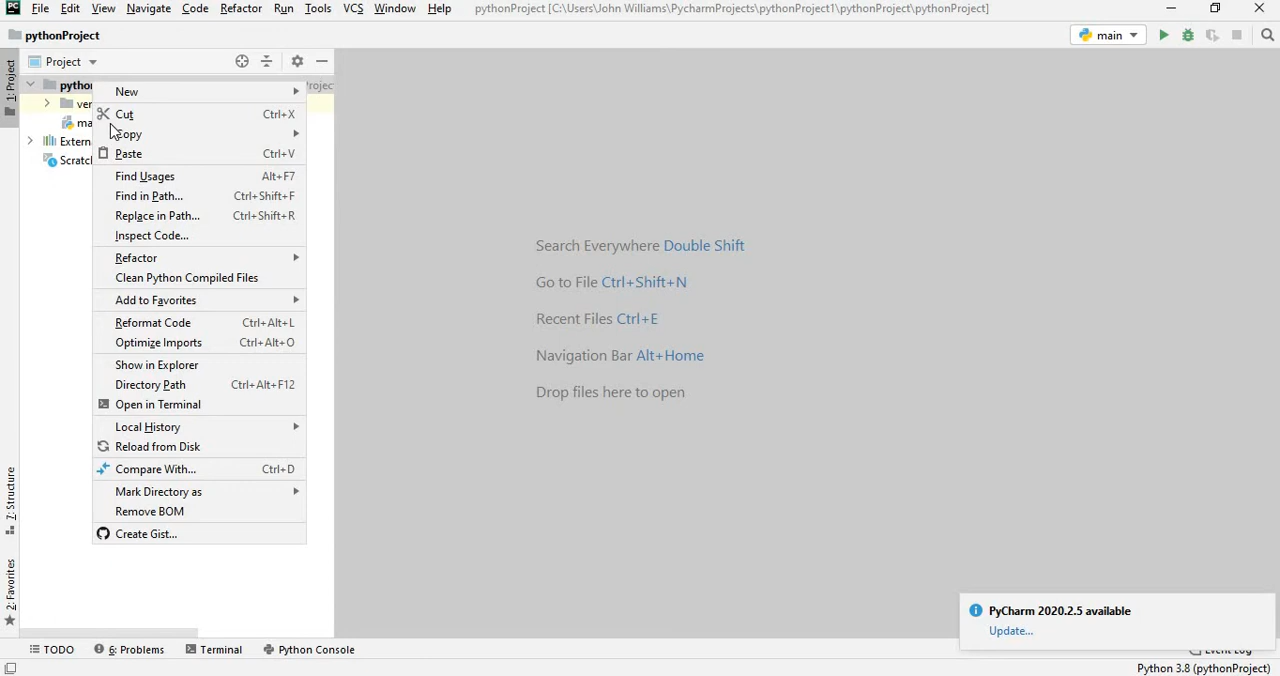 PC File Edit View Navigate Code Refactor Run Tools VCS Window Help pythonProject [C:\Users\John Williams\PycharmProjects\pythonProject1\pythonProject\pythonProject]
pythonProject main
1: Project
Project
New
Cut Ctrl+X
Copy
Paste Ctrl+V
Find Usages Alt+F7
Find in Path... Ctrl+Shift+F
Replace in Path... Ctrl+Shift+R
Inspect Code...
Refactor
Clean Python Compiled Files
Add to Favorites
Reformat Code Ctrl+Alt+L
Optimize Imports Ctrl+Alt+O
Show in Explorer
Directory Path Ctrl+Alt+F12
Open in Terminal
Local History
Reload from Disk
Compare With... Ctrl+D
Mark Directory as
Remove BOM
Create Gist...
Search Everywhere Double Shift
Go to File Ctrl+Shift+N
Recent Files Ctrl+E
Navigation Bar Alt+Home
Drop files here to open
7: Structure
2: Favorites
PyCharm 2020.2.5 available
Update...
TODO 6: Problems Terminal Python Console Event Log
Python 3.8 (pythonProject)